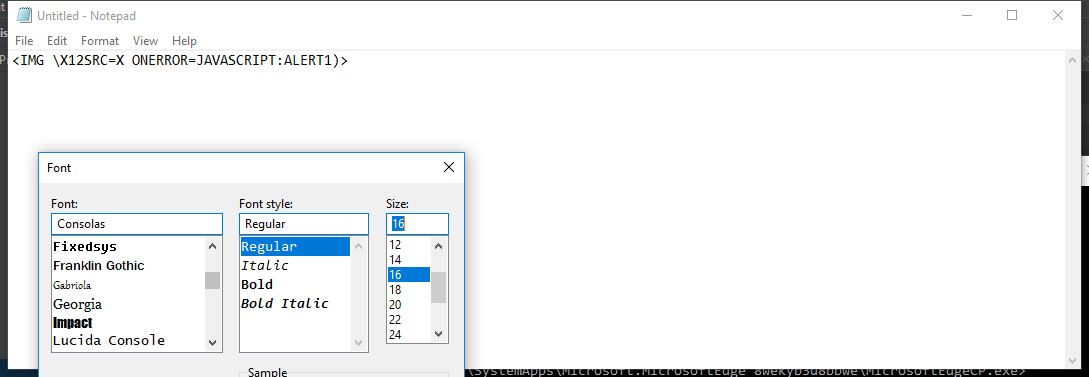 Untitled - Notepad
File Edit Format View Help
<IMG \X12SRC=X ONERROR=JAVASCRIPT:ALERT1)>
Font
Font: Font style: Size:
Consolas Regular 16
Fixedsys Regular 12
Franklin Gothic Italic 14
Gabriola Bold 16
Georgia Bold Italic 18
Impact 20
Lucida Console 22
24
Sample
\SystemApps\Microsoft.MicrosoftEdge_8wekyb3d8bbwe\MicrosoftEdgeCP.exe>